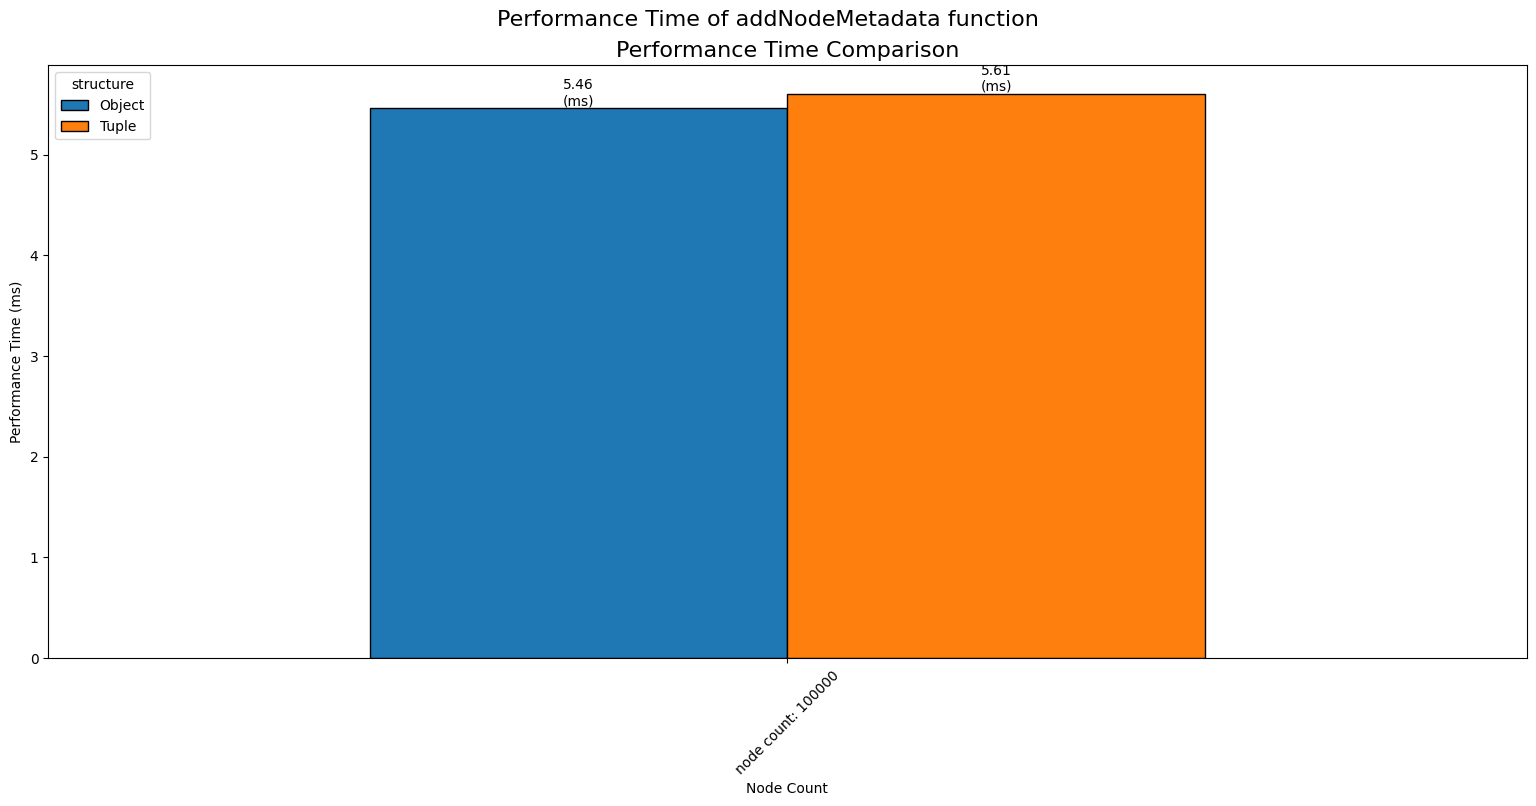 Performance Time of addNodeMetadata function
Performance Time Comparison
structure
Object
Tuple
5.46
(ms)
5.61
(ms)
Performance Time (ms)
5
4
3
2
1
0
node count: 100000
Node Count